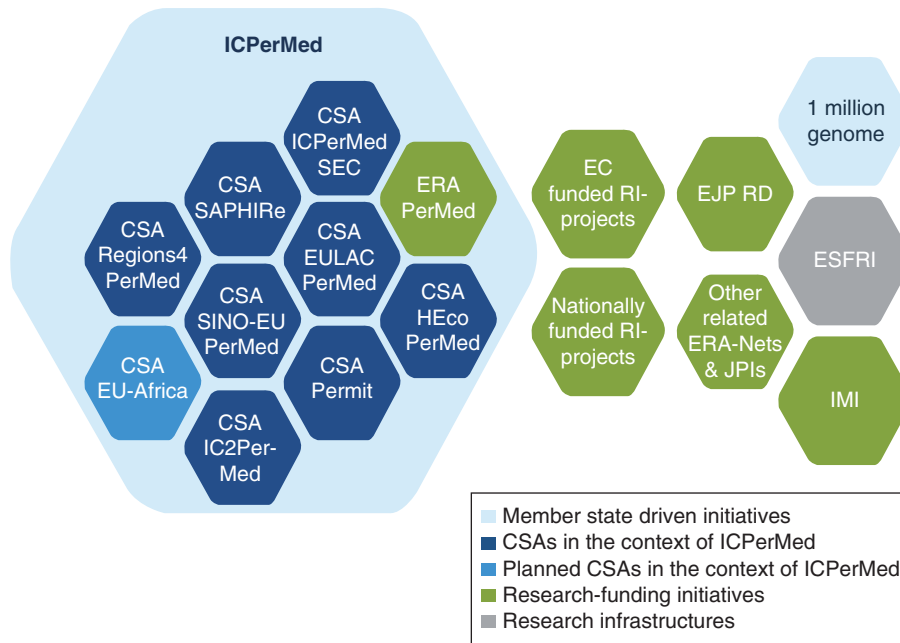 ICPerMed
CSA
ICPerMed
SEC
CSA
SAPHIRe
ERA
PerMed
CSA
Regions4
PerMed
CSA
EULAC
PerMed
CSA
SINO-EU
PerMed
CSA
HEco
PerMed
CSA
EU-Africa
CSA
Permit
CSA
IC2Per-
Med
EC
funded RI-
projects
EJP RD
1 million
genome
ESFRI
Nationally
funded RI-
projects
Other
related
ERA-Nets
& JPIs
IMI
Member state driven initiatives
CSAs in the context of ICPerMed
Planned CSAs in the context of ICPerMed
Research-funding initiatives
Research infrastructures